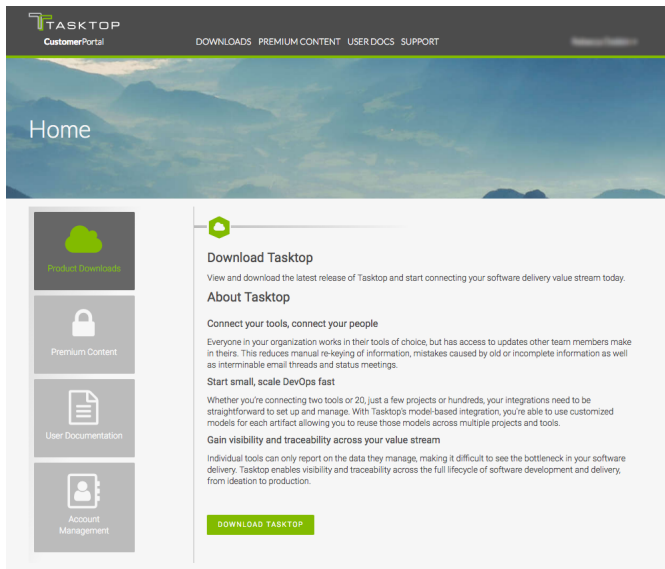 TASKTOP
CustomerPortal
DOWNLOADS PREMIUM CONTENT USER DOCS SUPPORT
Home
Product Downloads
Premium Content
User Documentation
Account
Management
Download Tasktop
View and download the latest release of Tasktop and start connecting your software delivery value stream today.
About Tasktop
Connect your tools, connect your people
Everyone in your organization works in their tools of choice, but has access to updates other team members make
in theirs. This reduces manual re-keying of information, mistakes caused by old or incomplete information as well
as interminable email threads and status meetings.
Start small, scale DevOps fast
Whether you're connecting two tools or 20, just a few projects or hundreds, your integrations need to be
straightforward to set up and manage. With Tasktop's model-based integration, you're able to use customized
models for each artifact allowing you to reuse those models across multiple projects and tools.
Gain visibility and traceability across your value stream
Individual tools can only report on the data they manage, making it difficult to see the bottleneck in your software
delivery. Tasktop enables visibility and traceability across the full lifecycle of software development and delivery,
from ideation to production.
DOWNLOAD TASKTOP